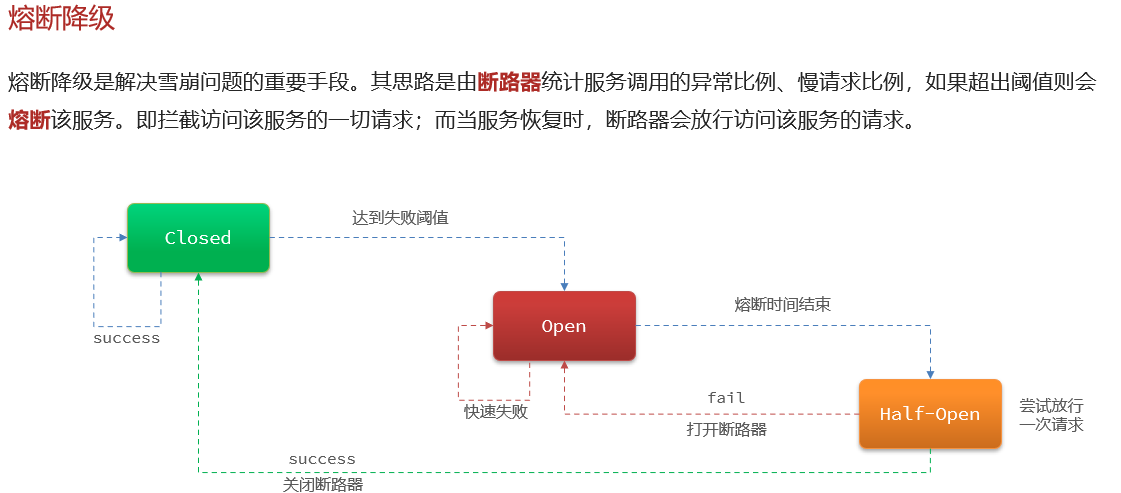 熔断降级
熔断降级是解决雪崩问题的重要手段。其思路是由断路器统计服务调用的异常比例、慢请求比例，如果超出阈值则会
熔断该服务。即拦截访问该服务的一切请求；而当服务恢复时，断路器会放行访问该服务的请求。
达到失败阈值
Closed
success
Open
熔断时间结束
快速失败
fail
打开断路器
Half-Open
尝试放行
一次请求
success
关闭断路器